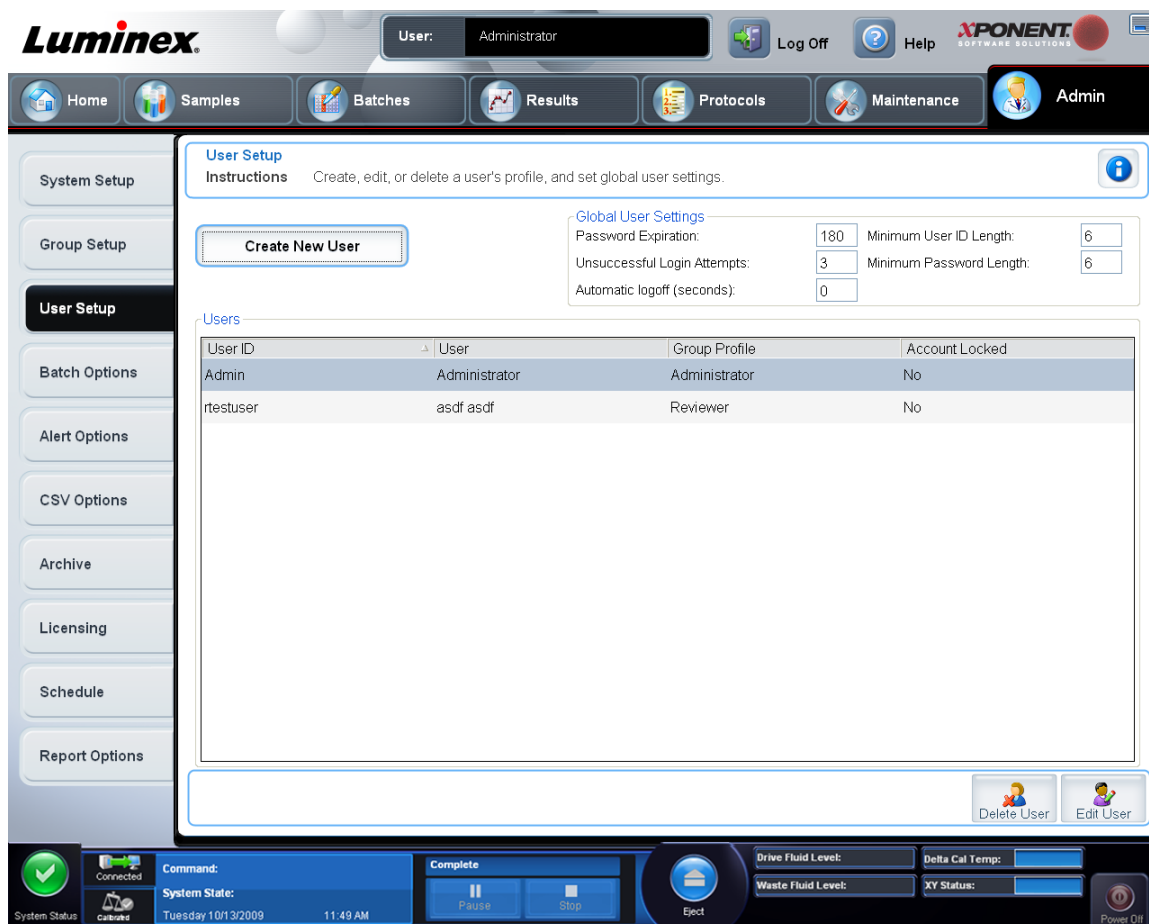 Luminex.
User: Administrator
Log Off
Help
XPONENT.
SOFTWARE SOLUTIONS
Home
Samples
Batches
Results
Protocols
Maintenance
Admin
System Setup
Group Setup
User Setup
Batch Options
Alert Options
CSV Options
Archive
Licensing
Schedule
Report Options
User Setup
Instructions Create, edit, or delete a user's profile, and set global user settings.
Create New User
Global User Settings
Password Expiration: 180 Minimum User ID Length: 6
Unsuccessful Login Attempts: 3 Minimum Password Length: 6
Automatic logoff (seconds): 0
Users
User ID User Group Profile Account Locked
Admin Administrator Administrator No
rtestuser asdf asdf Reviewer No
Delete User
Edit User
System Status
Connected
Calibrated
Command:
System State:
Tuesday 10/13/2009 11:49 AM
Complete
Pause
Stop
Eject
Drive Fluid Level:
Waste Fluid Level:
Delta Cal Temp:
XY Status:
Power Off